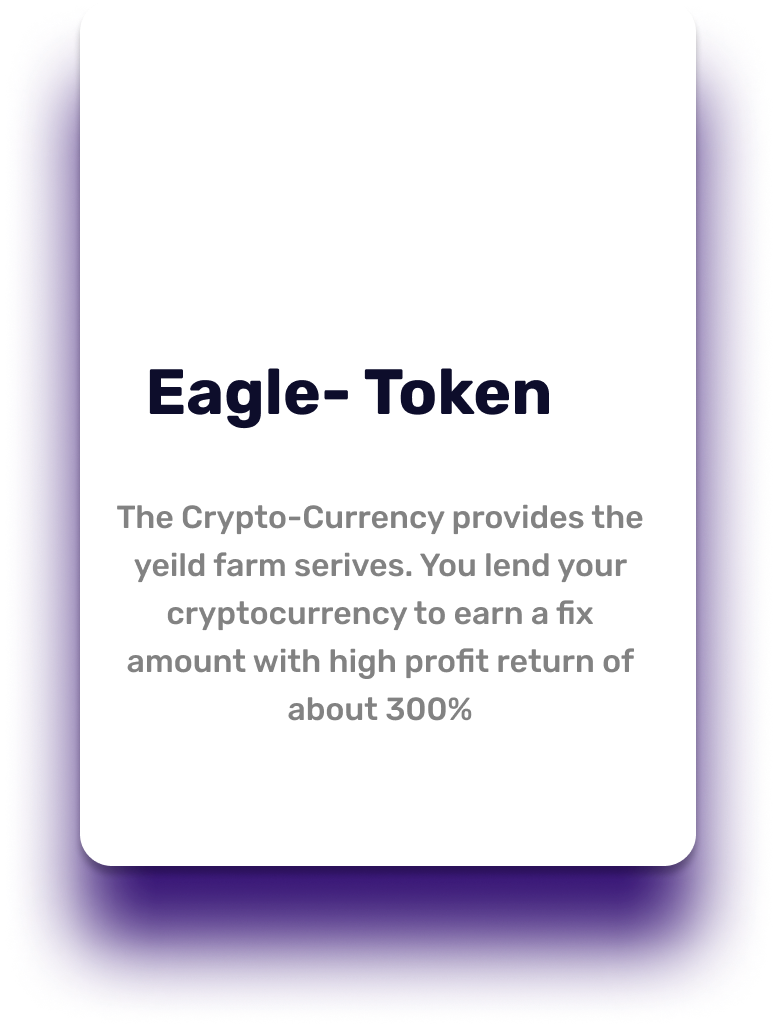 Eagle- Token
The Crypto-Currency provides the
yeild farm serives. You lend your
cryptocurrency to earn a fix
amount with high profit return of
about 300%